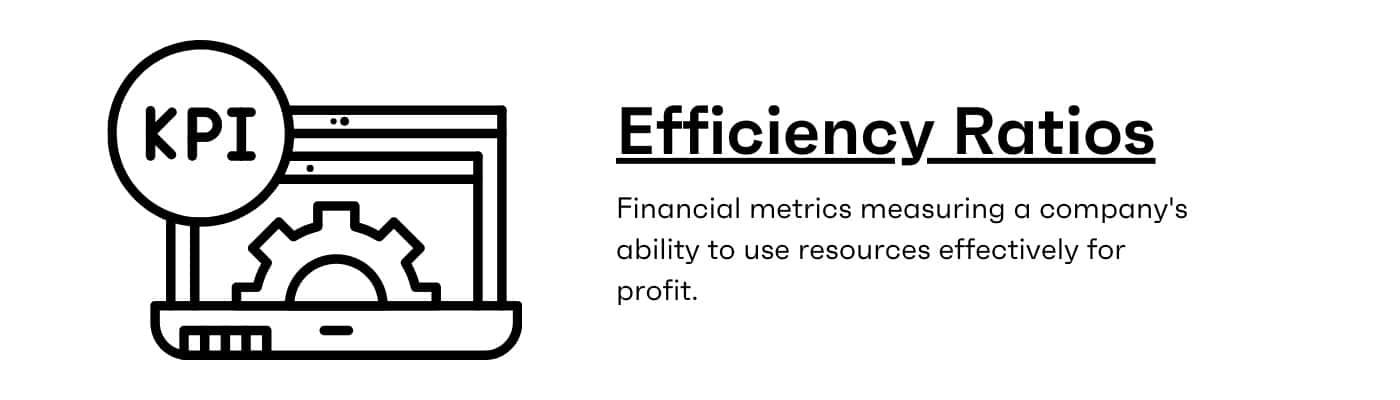 KPI
Efficiency Ratios
Financial metrics measuring a company's
ability to use resources effectively for
profit.